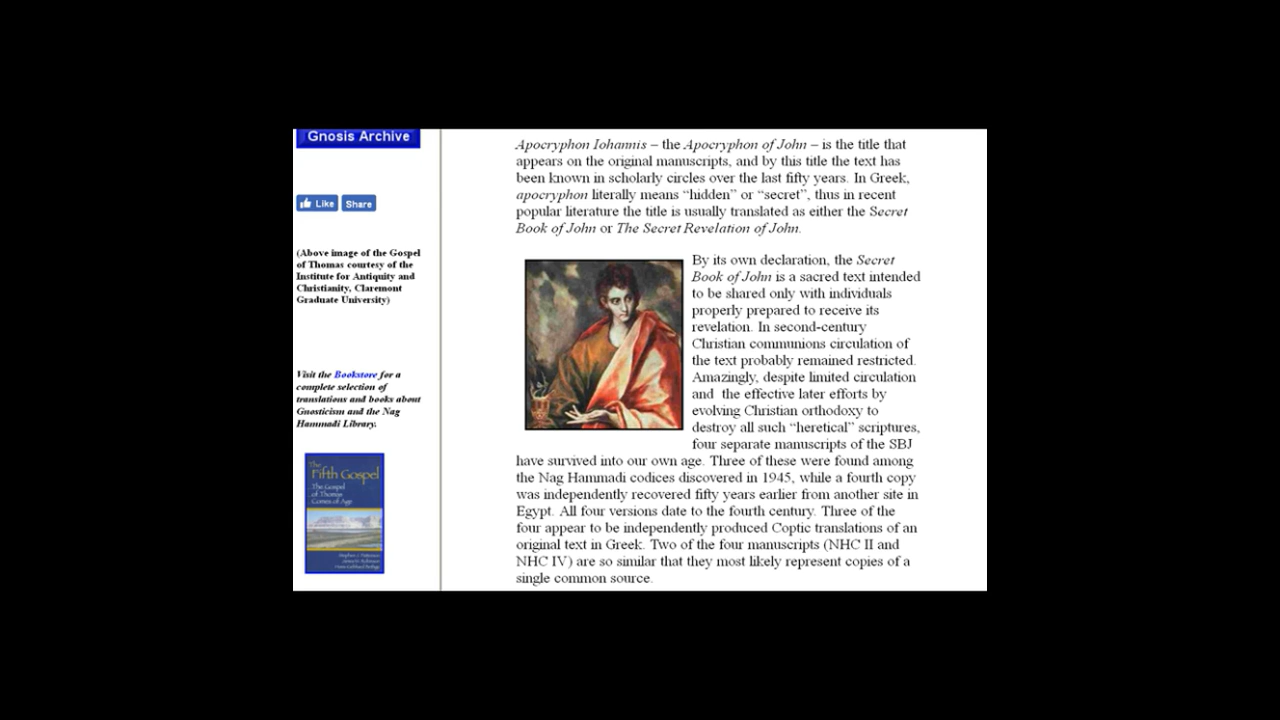 Gnosis Archive
Like Share
(Above image of the Gospel
of Thomas courtesy of the
Institute for Antiquity and
Christianity, Claremont
Graduate University)
Visit the Bookstore for a
complete selection of
translations and books about
Gnosticism and the Nag
Hammadi Library.
The
Fifth Gospel
The Gospel
of Thomas
Comes of Age
Apocryphon Iohannis – the Apocryphon of John – is the title that
appears on the original manuscripts, and by this title the text has
been known in scholarly circles over the last fifty years. In Greek,
apocryphon literally means “hidden” or “secret”, thus in recent
popular literature the title is usually translated as either the Secret
Book of John or The Secret Revelation of John.
By its own declaration, the Secret
Book of John is a sacred text intended
to be shared only with individuals
properly prepared to receive its
revelation. In second-century
Christian communions circulation of
the text probably remained restricted.
Amazingly, despite limited circulation
and the effective later efforts by
evolving Christian orthodoxy to
destroy all such “heretical” scriptures,
four separate manuscripts of the SBJ
have survived into our own age. Three of these were found among
the Nag Hammadi codices discovered in 1945, while a fourth copy
was independently recovered fifty years earlier from another site in
Egypt. All four versions date to the fourth century. Three of the
four appear to be independently produced Coptic translations of an
original text in Greek. Two of the four manuscripts (NHC II and
NHC IV) are so similar that they most likely represent copies of a
single common source.